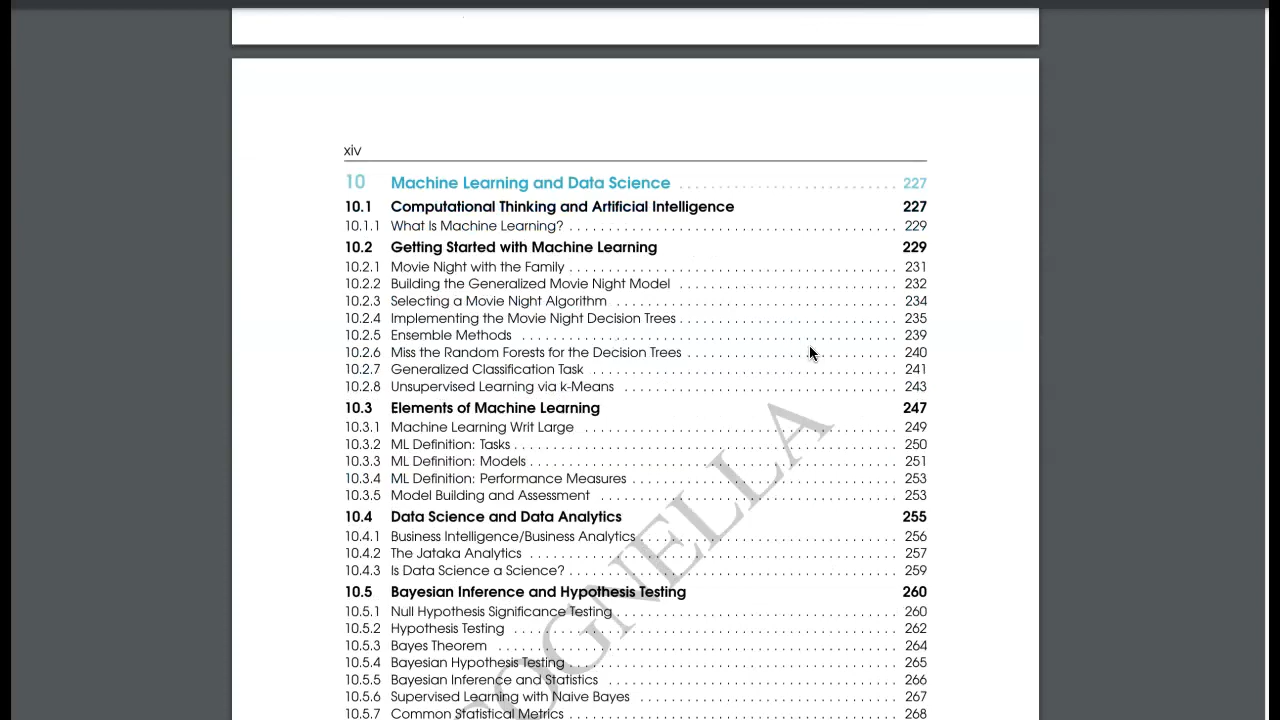 xiv
10 Machine Learning and Data Science . . . . . . . . . . . . . . . . . . . . . . . . . . 227
10.1 Computational Thinking and Artificial Intelligence 227
10.1.1 What Is Machine Learning? . . . . . . . . . . . . . . . . . . . . . . . . . . 229
10.2 Getting Started with Machine Learning 229
10.2.1 Movie Night with the Family . . . . . . . . . . . . . . . . . . . . . . . . . . 231
10.2.2 Building the Generalized Movie Night Model . . . . . . . . . . . . . . . . . . . . . . . . . . 232
10.2.3 Selecting a Movie Night Algorithm . . . . . . . . . . . . . . . . . . . . . . . . . . 234
10.2.4 Implementing the Movie Night Decision Trees . . . . . . . . . . . . . . . . . . . . . . . . . . 235
10.2.5 Ensemble Methods . . . . . . . . . . . . . . . . . . . . . . . . . . 239
10.2.6 Miss the Random Forests for the Decision Trees . . . . . . . . . . . . . . . . . . . . . . . . . . 240
10.2.7 Generalized Classification Task . . . . . . . . . . . . . . . . . . . . . . . . . . 241
10.2.8 Unsupervised Learning via k-Means . . . . . . . . . . . . . . . . . . . . . . . . . . 243
10.3 Elements of Machine Learning 247
10.3.1 Machine Learning Writ Large . . . . . . . . . . . . . . . . . . . . . . . . . . 249
10.3.2 ML Definition: Tasks . . . . . . . . . . . . . . . . . . . . . . . . . . 250
10.3.3 ML Definition: Models . . . . . . . . . . . . . . . . . . . . . . . . . . 251
10.3.4 ML Definition: Performance Measures . . . . . . . . . . . . . . . . . . . . . . . . . . 253
10.3.5 Model Building and Assessment . . . . . . . . . . . . . . . . . . . . . . . . . . 253
10.4 Data Science and Data Analytics 255
10.4.1 Business Intelligence/Business Analytics . . . . . . . . . . . . . . . . . . . . . . . . . . 256
10.4.2 The Jataka Analytics . . . . . . . . . . . . . . . . . . . . . . . . . . 257
10.4.3 Is Data Science a Science? . . . . . . . . . . . . . . . . . . . . . . . . . . 259
10.5 Bayesian Inference and Hypothesis Testing 260
10.5.1 Null Hypothesis Significance Testing . . . . . . . . . . . . . . . . . . . . . . . . . . 260
10.5.2 Hypothesis Testing . . . . . . . . . . . . . . . . . . . . . . . . . . 262
10.5.3 Bayes Theorem . . . . . . . . . . . . . . . . . . . . . . . . . . 264
10.5.4 Bayesian Hypothesis Testing . . . . . . . . . . . . . . . . . . . . . . . . . . 265
10.5.5 Bayesian Inference and Statistics . . . . . . . . . . . . . . . . . . . . . . . . . . 266
10.5.6 Supervised Learning with Naive Bayes . . . . . . . . . . . . . . . . . . . . . . . . . . 267
10.5.7 Common Statistical Metrics . . . . . . . . . . . . . . . . . . . . . . . . . . 268
COGNELLA